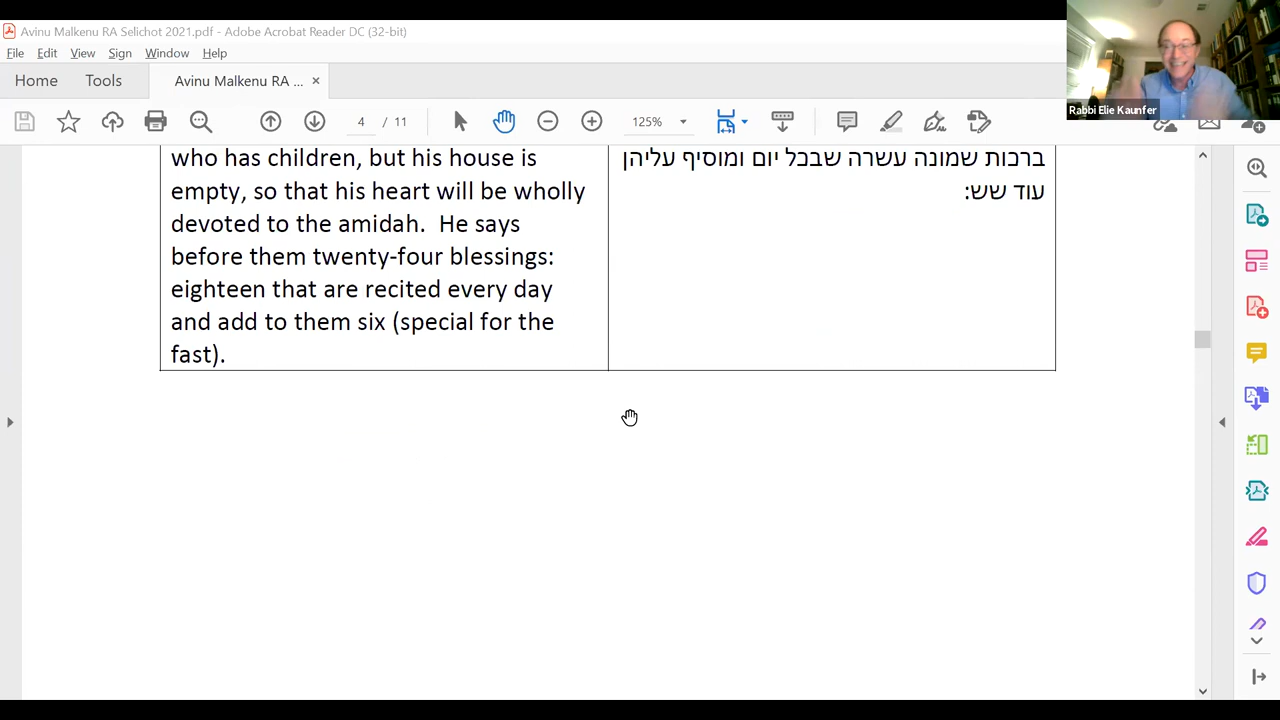 Avinu Malkenu RA Selichot 2021.pdf - Adobe Acrobat Reader DC (32-bit)
File Edit View Sign Window Help
Home Tools Avinu Malkenu RA ... ×
4 / 11 125%
Rabbi Elie Kaunfer
who has children, but his house is
empty, so that his heart will be wholly
devoted to the amidah. He says
before them twenty-four blessings:
eighteen that are recited every day
and add to them six (special for the
fast).
ברכות שמונה עשרה שבכל יום ומוסיף עליהן
עוד שש: